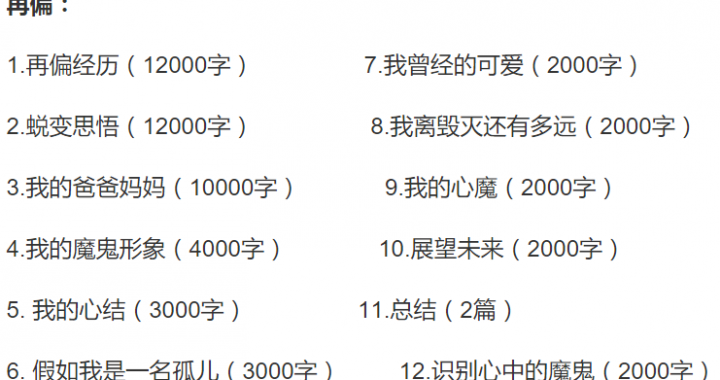 再偏：
1.再偏经历（12000字） 7.我曾经的可爱（2000字）
2.蜕变思悟（12000字） 8.我离毁灭还有多远（2000字）
3.我的爸爸妈妈（10000字） 9.我的心魔（2000字）
4.我的魔鬼形象（4000字） 10.展望未来（2000字）
5. 我的心结（3000字） 11.总结（2篇）
6. 假如我是一名孤儿（3000字） 12.识别心中的魔鬼（2000字）